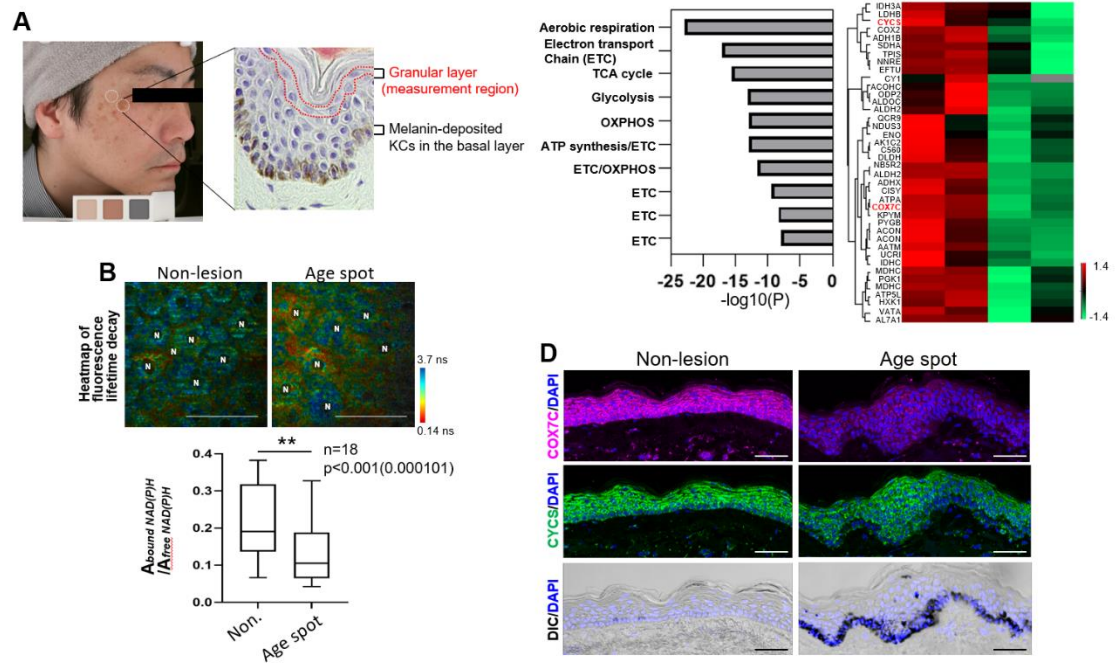 A
Granular layer
(measurement region)
Melanin-deposited
KCs in the basal layer
Aerobic respiration
Electron transport
Chain (ETC)
TCA cycle
Glycolysis
OXPHOS
ATP synthesis/ETC
ETC/OXPHOS
ETC
ETC
ETC
-25 -20 -15 -10 -5 0
-log10(P)
IDH3A
LDHB
CYCS
COX2
ADH1B
SDHA
TPIS
NNRE
EFTU
CY1
ACOHC
ODP2
ALDOC
ALDH2
QCR9
NDUS3
ENO
AK1C2
C560
DLDH
NB5R2
ALDH2
ADHX
CISY
ATPA
COX7C
KPYM
PYGB
ACON
ACON
AATM
UCRI
IDHC
MDHC
PGK1
MDHC
ATP5L
HXK1
VATA
AL7A1
1.4
-1.4
B
Non-lesion Age spot
Heatmap of
fluorescence
lifetime decay
N N N N N N N
N N N N N N N N
3.7 ns
0.14 ns
**
n=18
p<0.001(0.000101)
Abound NAD(P)H
/Afree NAD(P)H
0.4
0.3
0.2
0.1
0.0
Non.
Age spot
D
Non-lesion Age spot
COX7C/DAPI
CYCS/DAPI
DIC/DAPI